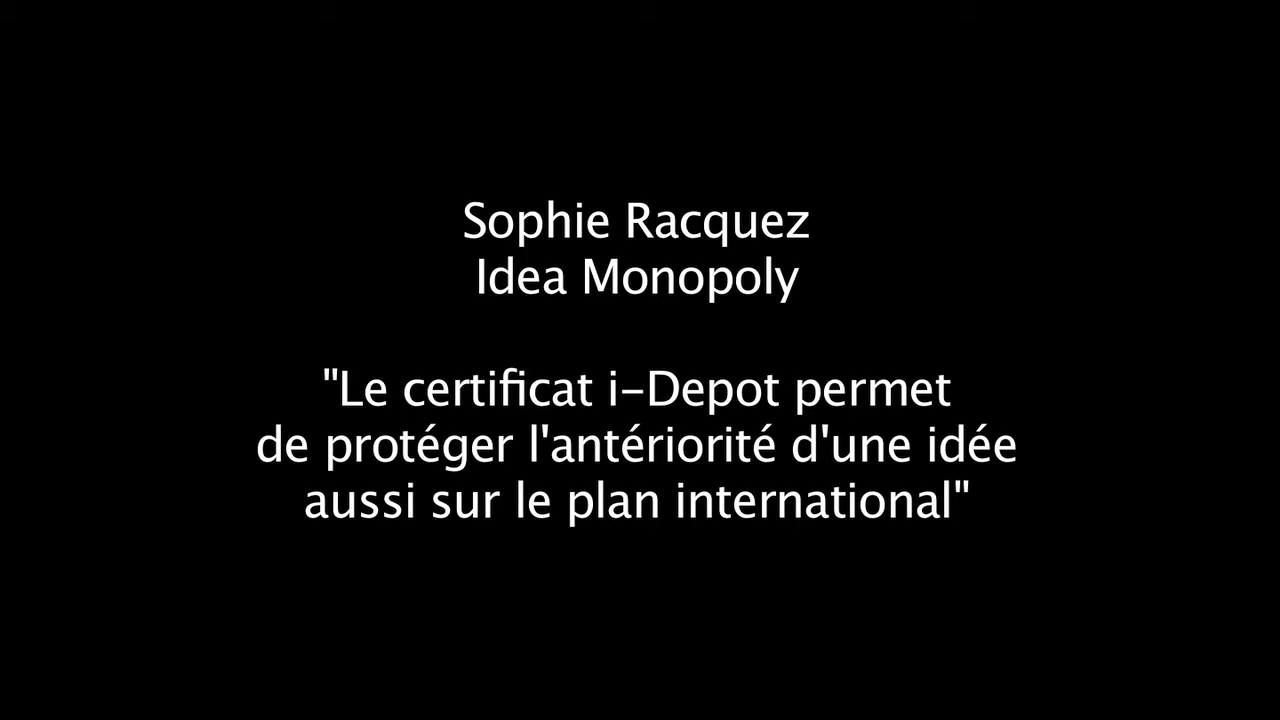 Sophie Racquez
Idea Monopoly
"Le certificat i-Depot permet
de protéger l'antériorité d'une idée
aussi sur le plan international"